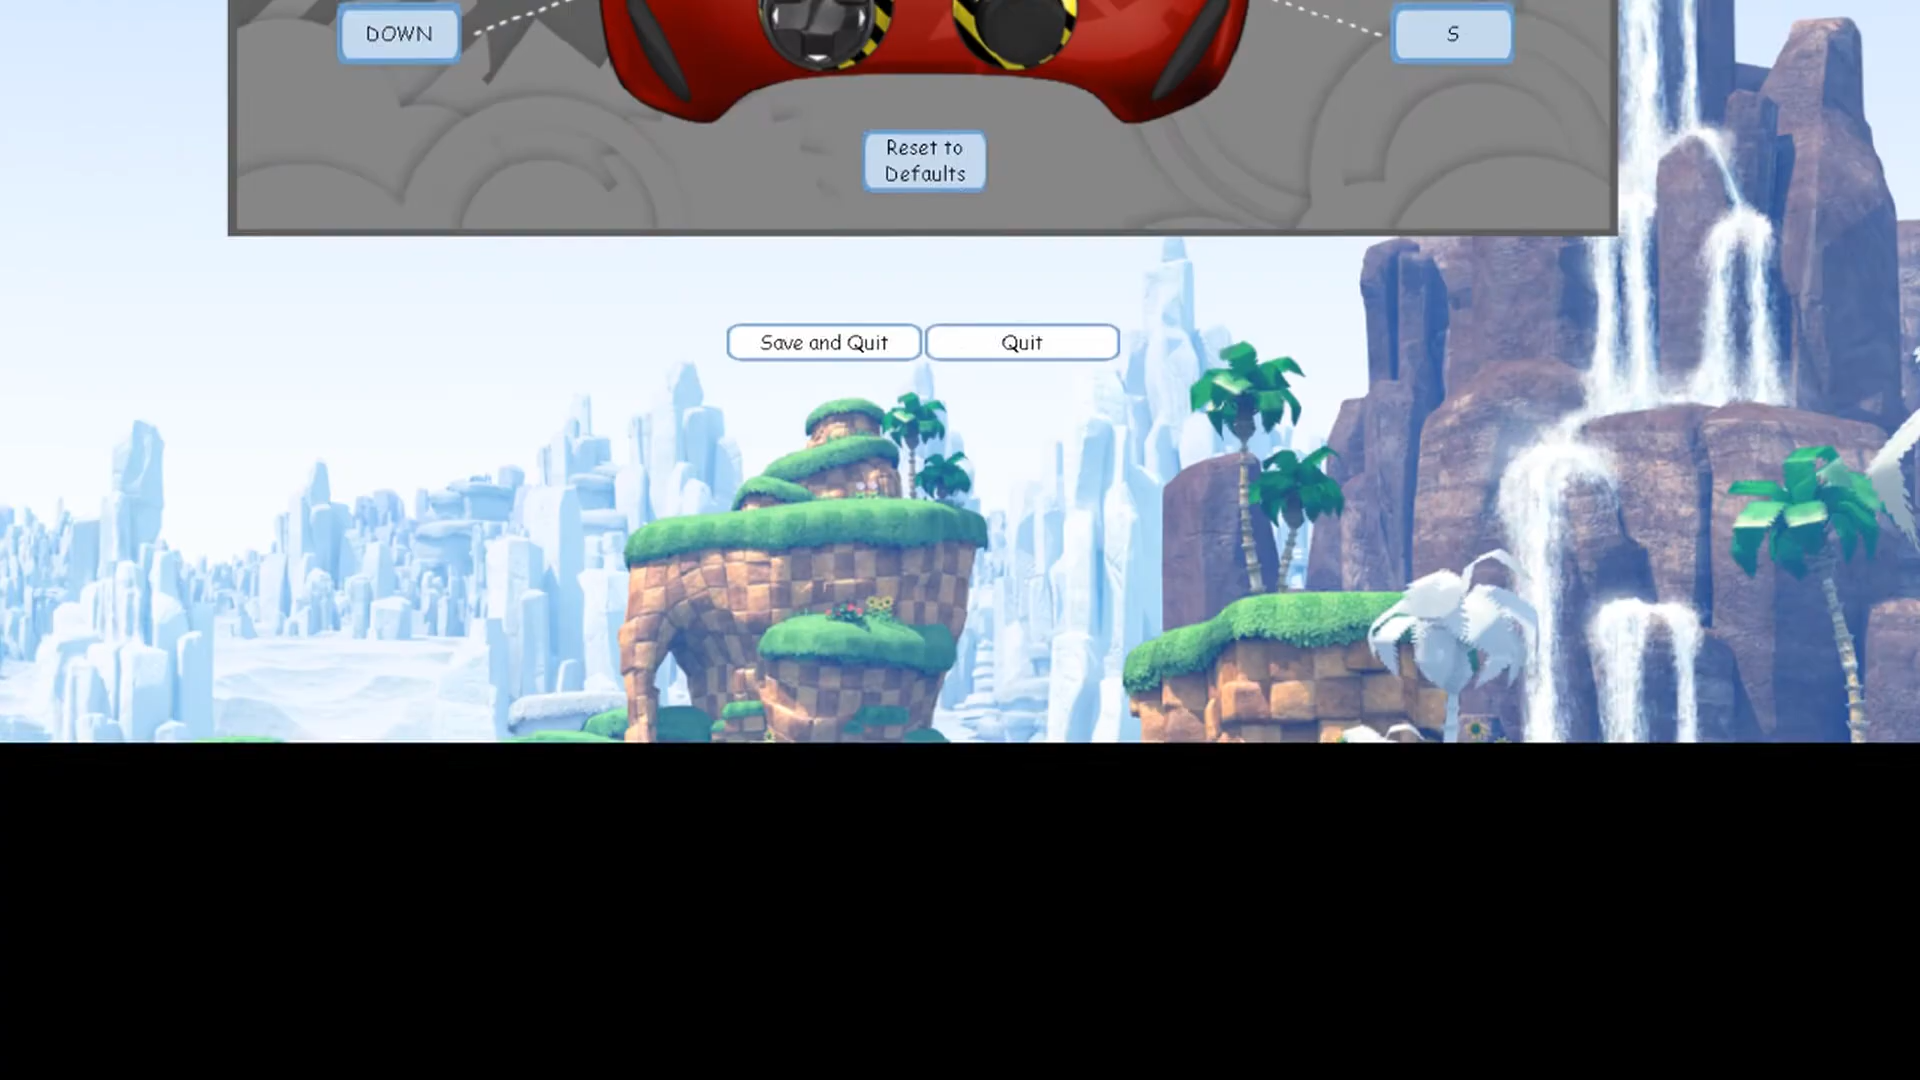 DOWN
S
Reset to
Defaults
Save and Quit
Quit